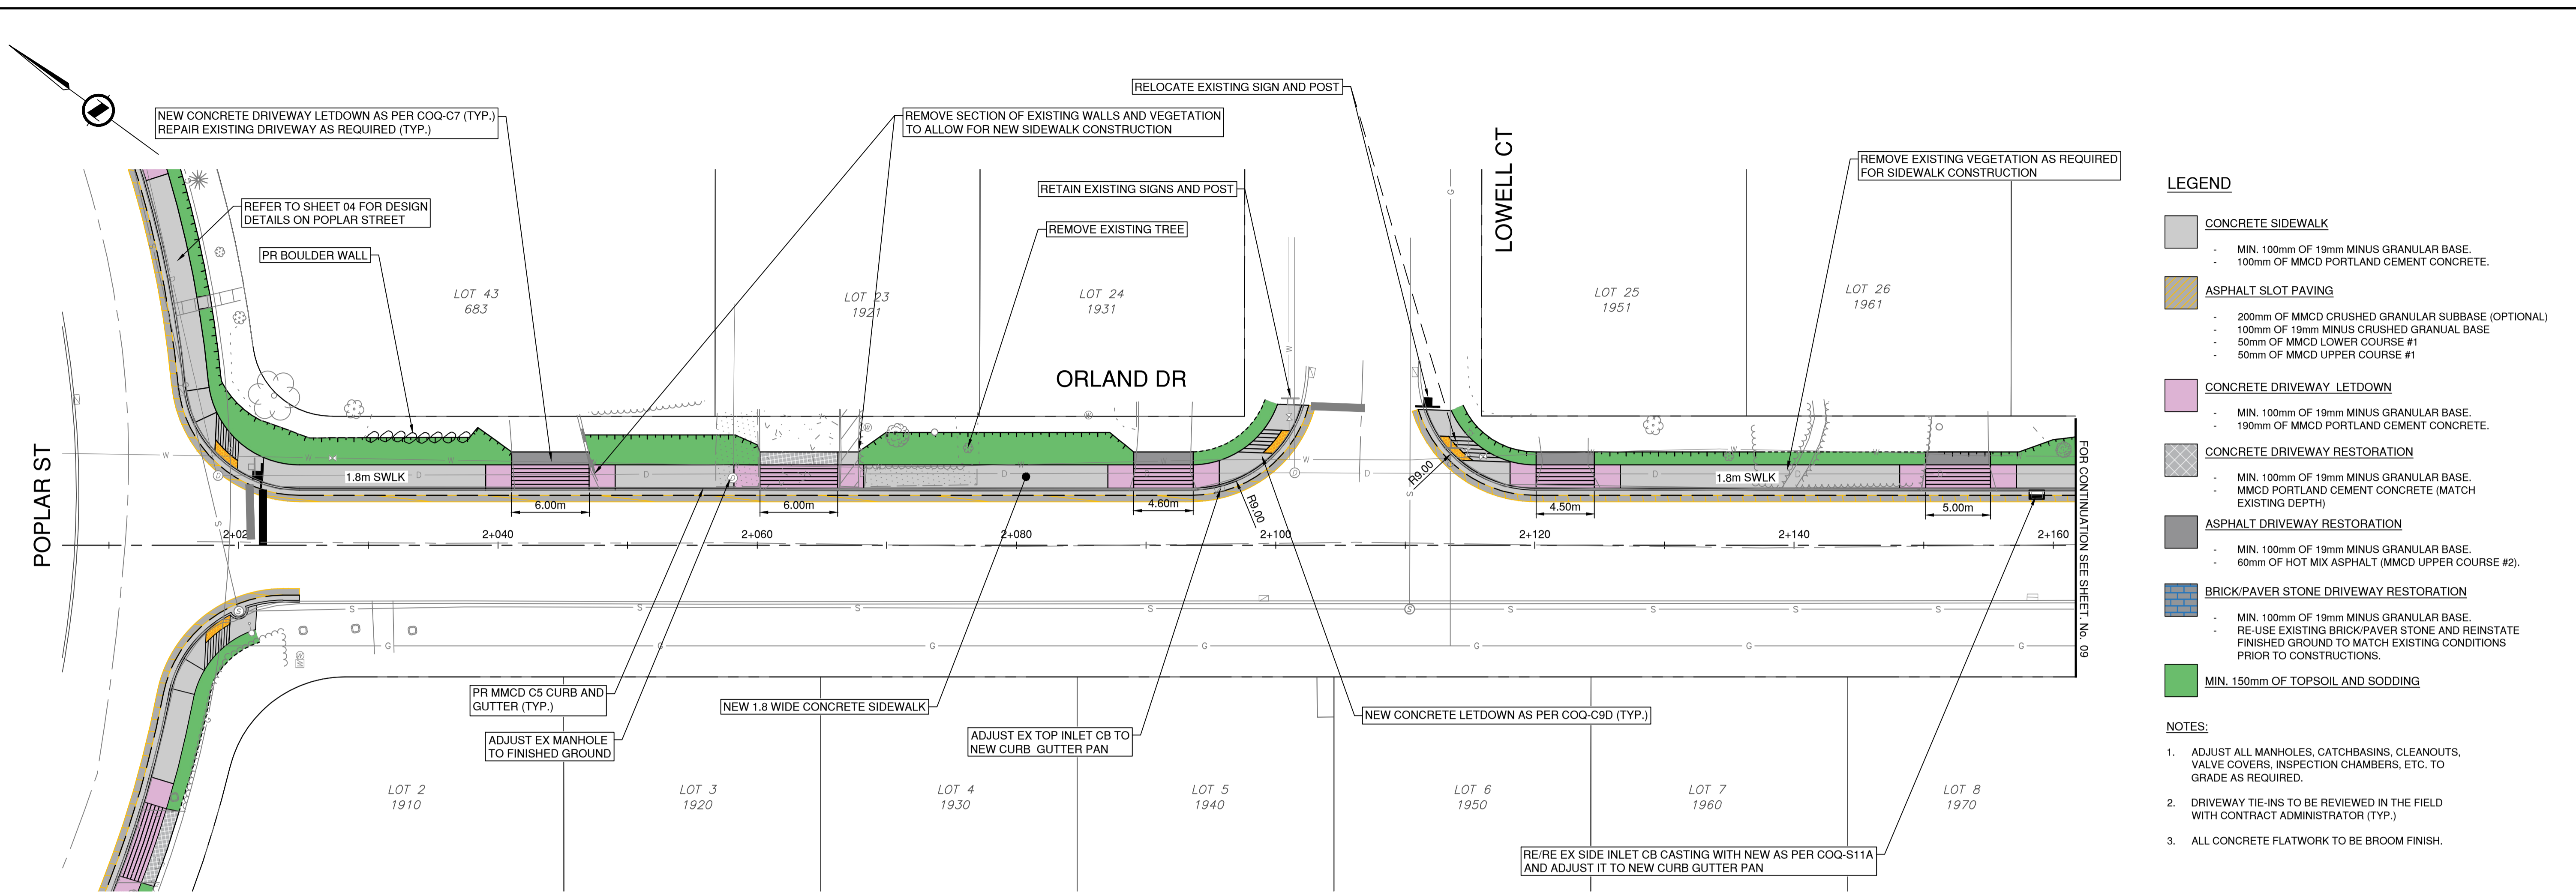 NEW CONCRETE DRIVEWAY LETDOWN AS PER COQ-C7 (TYP.)
REPAIR EXISTING DRIVEWAY AS REQUIRED (TYP.)
REMOVE SECTION OF EXISTING WALLS AND VEGETATION
TO ALLOW FOR NEW SIDEWALK CONSTRUCTION
RELOCATE EXISTING SIGN AND POST
RETAIN EXISTING SIGNS AND POST
REMOVE EXISTING TREE
REMOVE EXISTING VEGETATION AS REQUIRED
FOR SIDEWALK CONSTRUCTION
REFER TO SHEET 04 FOR DESIGN
DETAILS ON POPLAR STREET
PR BOULDER WALL
LOWELL CT
LOT 43
683
LOT 23
1921
LOT 24
1931
LOT 25
1951
LOT 26
1961
ORLAND DR
POPLAR ST
1.8m SWLK
1.8m SWLK
R9.00
R9.00
6.00m
6.00m
4.60m
4.50m
5.00m
2+02
2+040
2+060
2+080
2+100
2+120
2+140
2+160
FOR CONTINUATION SEE SHEET. No. 09
PR MMCD C5 CURB AND
GUTTER (TYP.)
ADJUST EX MANHOLE
TO FINISHED GROUND
NEW 1.8 WIDE CONCRETE SIDEWALK
ADJUST EX TOP INLET CB TO
NEW CURB GUTTER PAN
NEW CONCRETE LETDOWN AS PER COQ-C9D (TYP.)
RE/RE EX SIDE INLET CB CASTING WITH NEW AS PER COQ-S11A
AND ADJUST IT TO NEW CURB GUTTER PAN
LOT 2
1910
LOT 3
1920
LOT 4
1930
LOT 5
1940
LOT 6
1950
LOT 7
1960
LOT 8
1970
LEGEND
CONCRETE SIDEWALK
- MIN. 100mm OF 19mm MINUS GRANULAR BASE.
- 100mm OF MMCD PORTLAND CEMENT CONCRETE.
ASPHALT SLOT PAVING
- 200mm OF MMCD CRUSHED GRANULAR SUBBASE (OPTIONAL)
- 100mm OF 19mm MINUS CRUSHED GRANUAL BASE
- 50mm OF MMCD LOWER COURSE #1
- 50mm OF MMCD UPPER COURSE #1
CONCRETE DRIVEWAY LETDOWN
- MIN. 100mm OF 19mm MINUS GRANULAR BASE.
- 190mm OF MMCD PORTLAND CEMENT CONCRETE.
CONCRETE DRIVEWAY RESTORATION
- MIN. 100mm OF 19mm MINUS GRANULAR BASE.
- MMCD PORTLAND CEMENT CONCRETE (MATCH
EXISTING DEPTH)
ASPHALT DRIVEWAY RESTORATION
- MIN. 100mm OF 19mm MINUS GRANULAR BASE.
- 60mm OF HOT MIX ASPHALT (MMCD UPPER COURSE #2).
BRICK/PAVER STONE DRIVEWAY RESTORATION
- MIN. 100mm OF 19mm MINUS GRANULAR BASE.
- RE-USE EXISTING BRICK/PAVER STONE AND REINSTATE
FINISHED GROUND TO MATCH EXISTING CONDITIONS
PRIOR TO CONSTRUCTIONS.
MIN. 150mm OF TOPSOIL AND SODDING
NOTES:
1. ADJUST ALL MANHOLES, CATCHBASINS, CLEANOUTS,
VALVE COVERS, INSPECTION CHAMBERS, ETC. TO
GRADE AS REQUIRED.
2. DRIVEWAY TIE-INS TO BE REVIEWED IN THE FIELD
WITH CONTRACT ADMINISTRATOR (TYP.)
3. ALL CONCRETE FLATWORK TO BE BROOM FINISH.